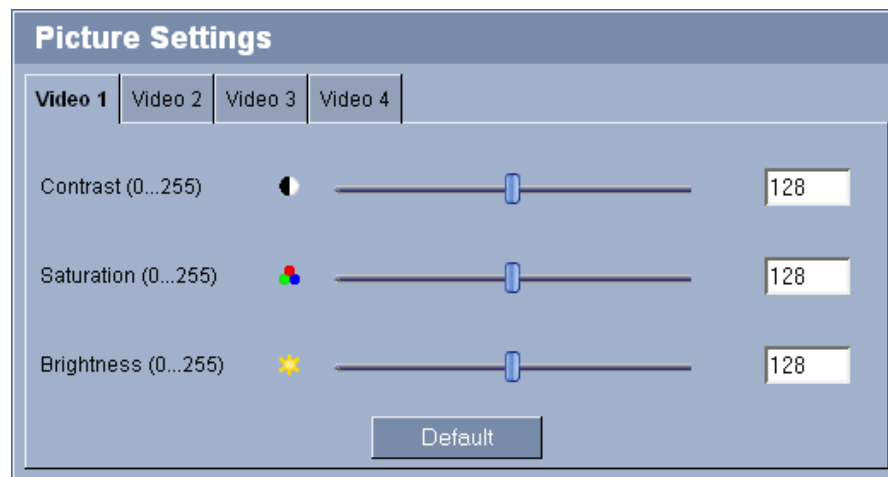 Picture Settings
Video 1 Video 2 Video 3 Video 4
Contrast (0...255) 128
Saturation (0...255) 128
Brightness (0...255) 128
Default